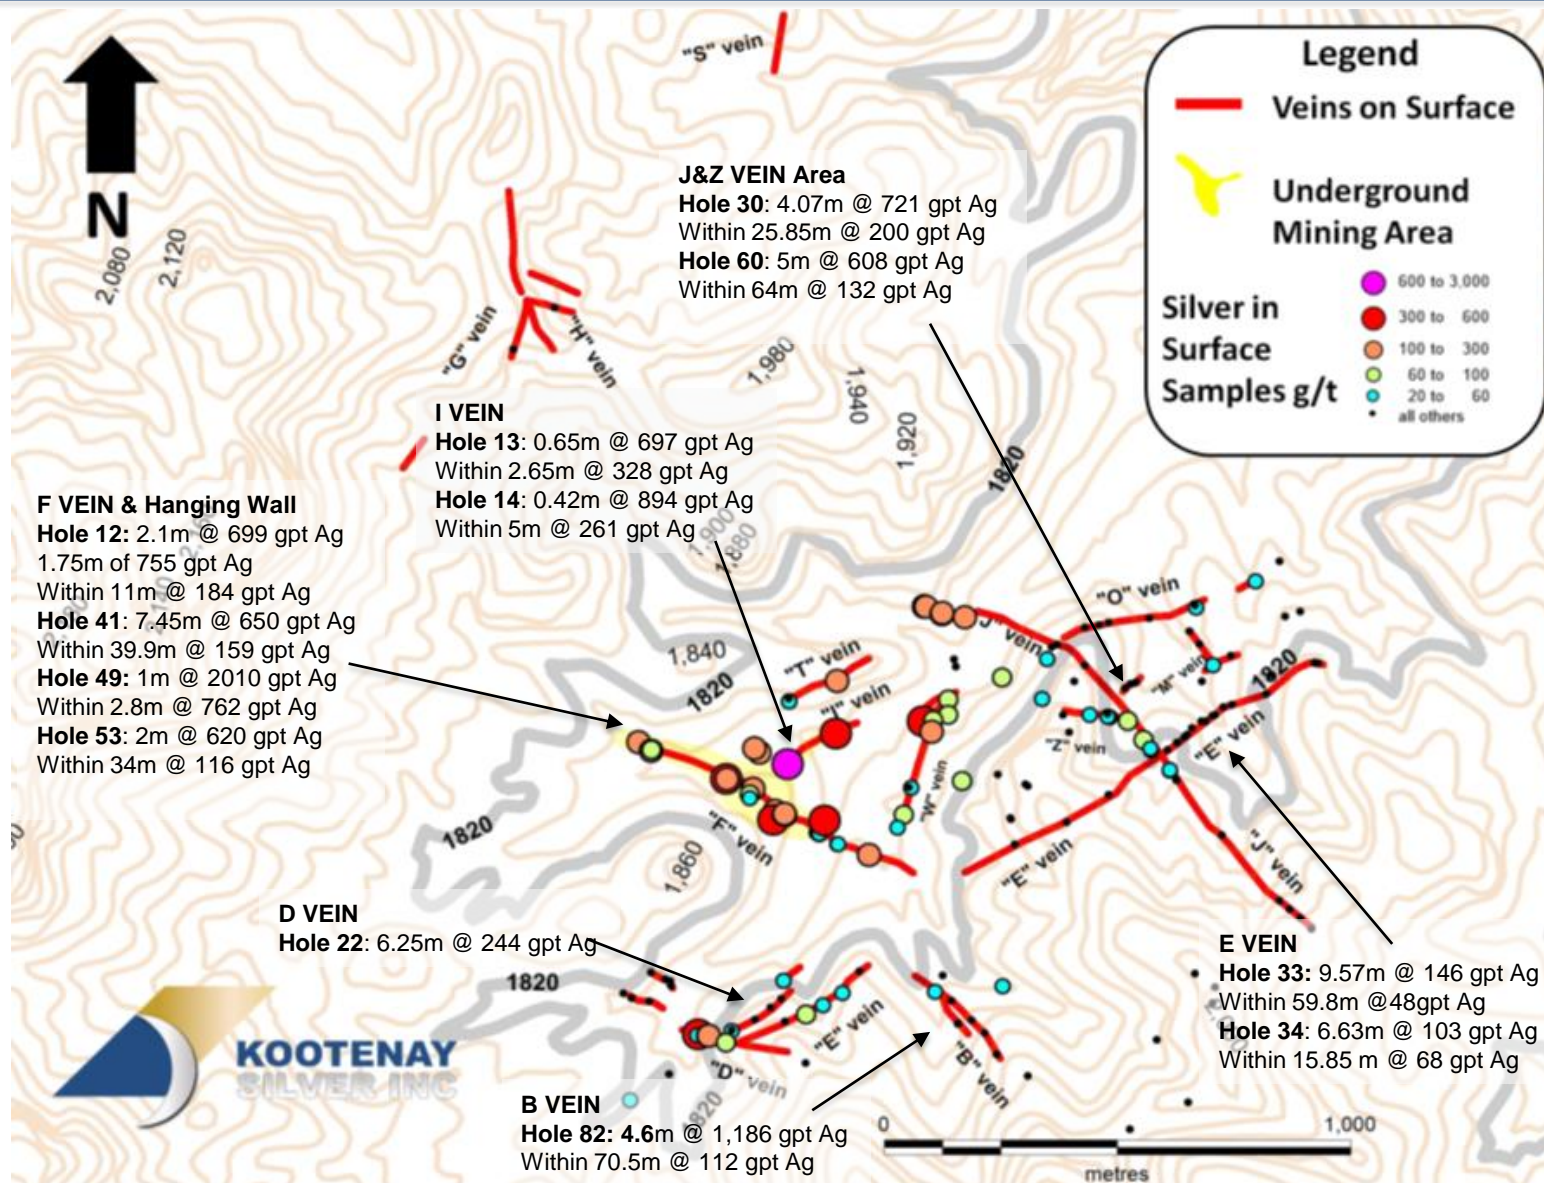 "S" vein
Legend
Veins on Surface
Underground
Mining Area
Silver in
Surface
Samples g/t
600 to 3,000
300 to 600
100 to 300
60 to 100
20 to 60
all others
N
2,080
2,120
J&Z VEIN Area
Hole 30: 4.07m @ 721 gpt Ag
Within 25.85m @ 200 gpt Ag
Hole 60: 5m @ 608 gpt Ag
Within 64m @ 132 gpt Ag
"G" vein
"H" vein
1,980
1,940
1,920
1820
I VEIN
Hole 13: 0.65m @ 697 gpt Ag
Within 2.65m @ 328 gpt Ag
Hole 14: 0.42m @ 894 gpt Ag
Within 5m @ 261 gpt Ag
1,900
1,880
F VEIN & Hanging Wall
Hole 12: 2.1m @ 699 gpt Ag
1.75m of 755 gpt Ag
Within 11m @ 184 gpt Ag
Hole 41: 7.45m @ 650 gpt Ag
Within 39.9m @ 159 gpt Ag
Hole 49: 1m @ 2010 gpt Ag
Within 2.8m @ 762 gpt Ag
Hole 53: 2m @ 620 gpt Ag
Within 34m @ 116 gpt Ag
1,840
1820
"T" vein
"I" vein
"J" vein
"O" vein
"M" vein
1820
"Z" vein
"E" vein
"W" vein
"F" vein
1820
1,860
"E" vein
"J" vein
D VEIN
Hole 22: 6.25m @ 244 gpt Ag
1820
E VEIN
Hole 33: 9.57m @ 146 gpt Ag
Within 59.8m @48gpt Ag
Hole 34: 6.63m @ 103 gpt Ag
Within 15.85 m @ 68 gpt Ag
KOOTENAY
SILVER INC
"E" vein
"D" vein
"B" vein
1820
B VEIN
Hole 82: 4.6m @ 1,186 gpt Ag
Within 70.5m @ 112 gpt Ag
0
1,000
metres